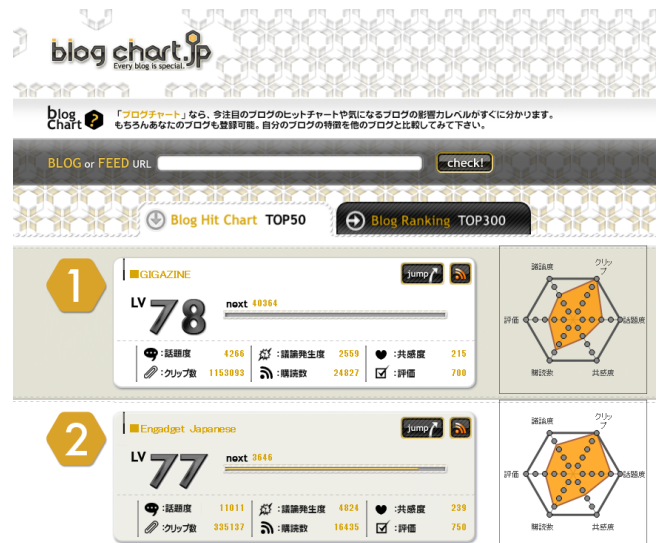 blog chart.jp
Every blog is special.
blog Chart ?
「ブログチャート」なら、今注目のブログのヒットチャートや気になるブログの影響力レベルがすぐに分かります。
もちろんあなたのブログも登録可能。自分のブログの特徴を他のブログと比較してみて下さい。
BLOG or FEED URL check!
Blog Hit Chart TOP50
Blog Ranking TOP300
1
■GIGAZINE
jump
LV 78 next 40364
:話題度 4266 :議論発生度 2559 :共感度 215
:クリップ数 1153093 :購読数 24827 :評価 700
議論度
クリップ
評価
話題度
購読数
共感度
2
■Engadget Japanese
jump
LV 77 next 3646
:話題度 11011 :議論発生度 4824 :共感度 239
:クリップ数 335137 :購読数 16435 :評価 750
議論度
クリップ
評価
話題度
購読数
共感度